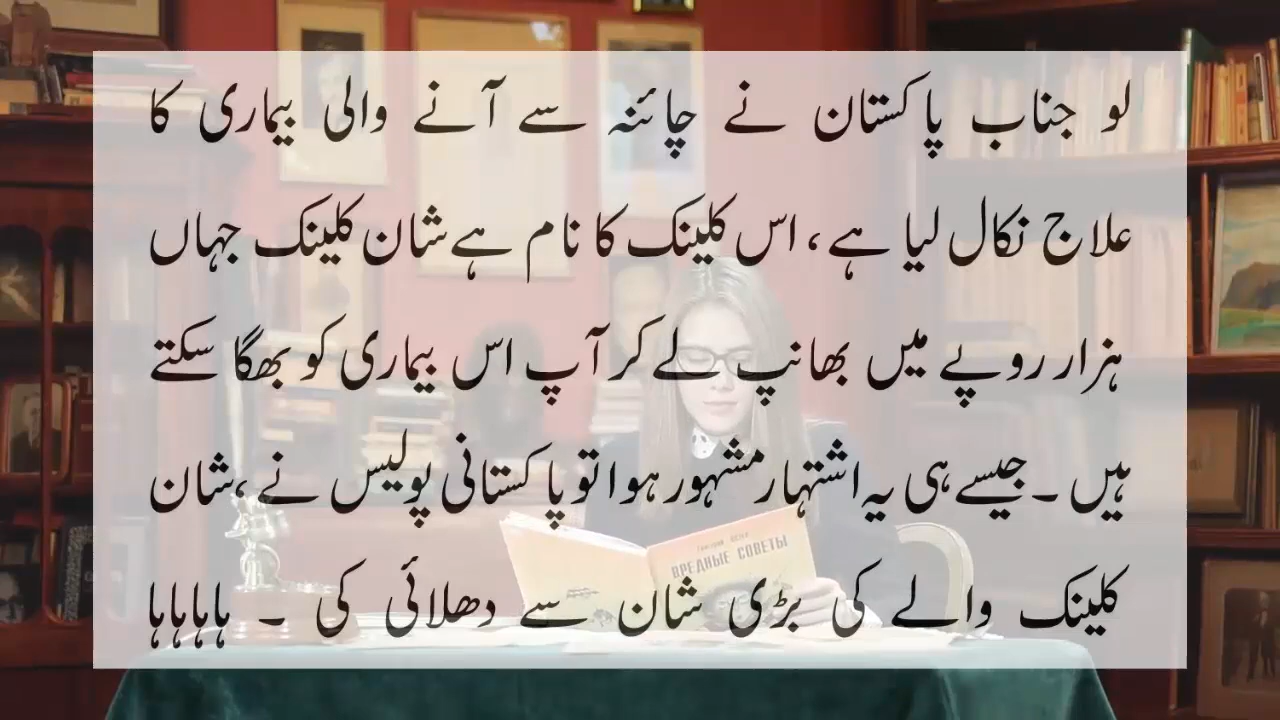 لو جناب پاکستان نے چائنہ سے آنے والی بیماری کا
علاج نکال لیا ہے، اس کلینک کا نام ہے شان کلینک جہاں
ہزار روپے میں بھانپ لے کر آپ اس بیماری کو بھگا سکتے
ہیں۔ جیسے ہی یہ اشتہار مشہور ہوا تو پاکستانی پولیس نے ،شان
کلینک والے کی بڑی شان سے دھلائی کی ۔ ہاہاہاہا
ВРЕДНЫЕ СОВЕТЫ